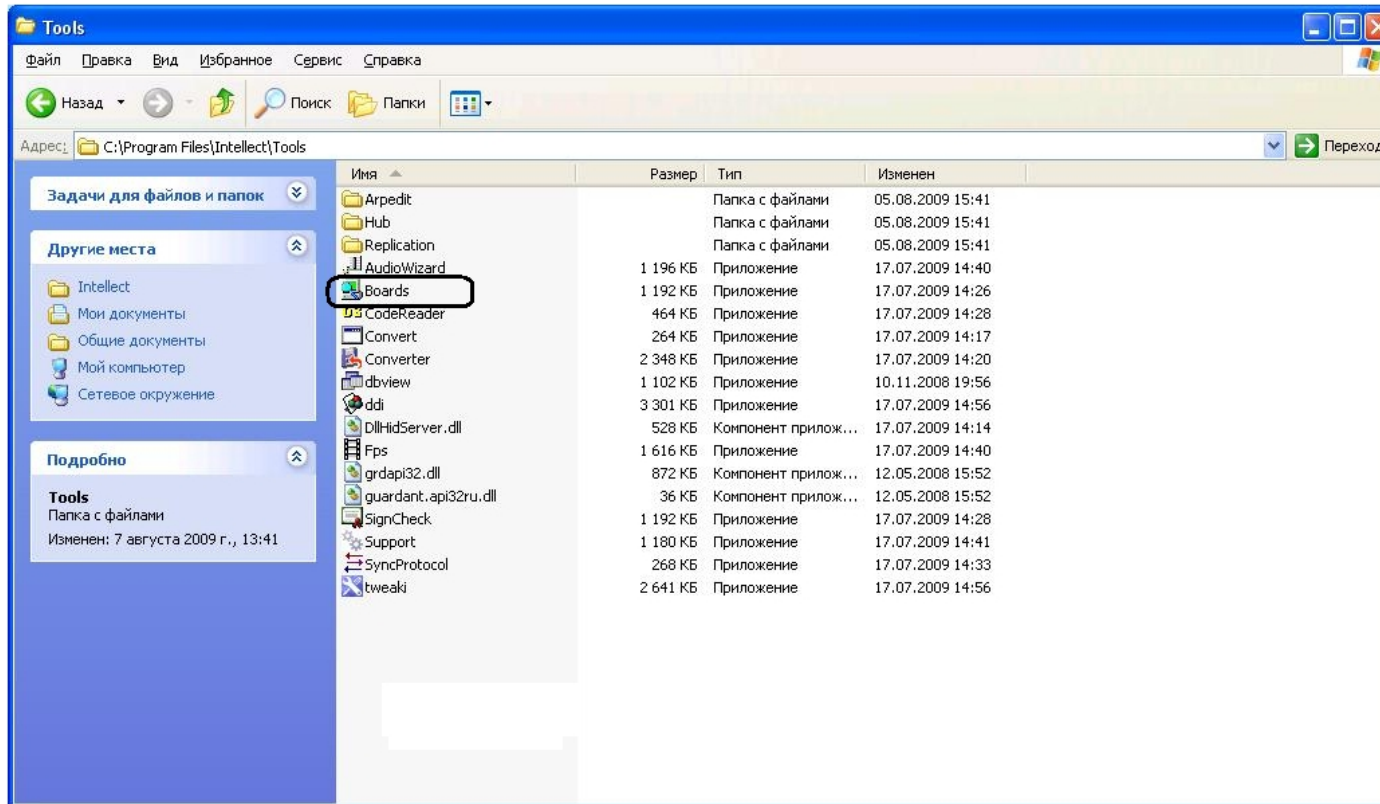 Tools
Файл Правка Вид Избранное Сервис Справка
Назад Поиск Папки
Адрес: C:\Program Files\Intellect\Tools Переход
Задачи для файлов и папок
Другие места
Intellect
Мои документы
Общие документы
Мой компьютер
Сетевое окружение
Подробно
Tools
Папка с файлами
Изменен: 7 августа 2009 г., 13:41
Имя Размер Тип Изменен
Arpedit Папка с файлами 05.08.2009 15:41
Hub Папка с файлами 05.08.2009 15:41
Replication Папка с файлами 05.08.2009 15:41
AudioWizard 1 196 КБ Приложение 17.07.2009 14:40
Boards 1 192 КБ Приложение 17.07.2009 14:26
CodeReader 464 КБ Приложение 17.07.2009 14:28
Convert 264 КБ Приложение 17.07.2009 14:17
Converter 2 348 КБ Приложение 17.07.2009 14:20
dbview 1 102 КБ Приложение 10.11.2008 19:56
ddi 3 301 КБ Приложение 17.07.2009 14:56
DllHidServer.dll 528 КБ Компонент прилож... 17.07.2009 14:14
Fps 1 616 КБ Приложение 17.07.2009 14:40
grdapi32.dll 872 КБ Компонент прилож... 12.05.2008 15:52
guardant.api32ru.dll 36 КБ Компонент прилож... 12.05.2008 15:52
SignCheck 1 192 КБ Приложение 17.07.2009 14:28
Support 1 180 КБ Приложение 17.07.2009 14:41
SyncProtocol 268 КБ Приложение 17.07.2009 14:33
tweaki 2 641 КБ Приложение 17.07.2009 14:56